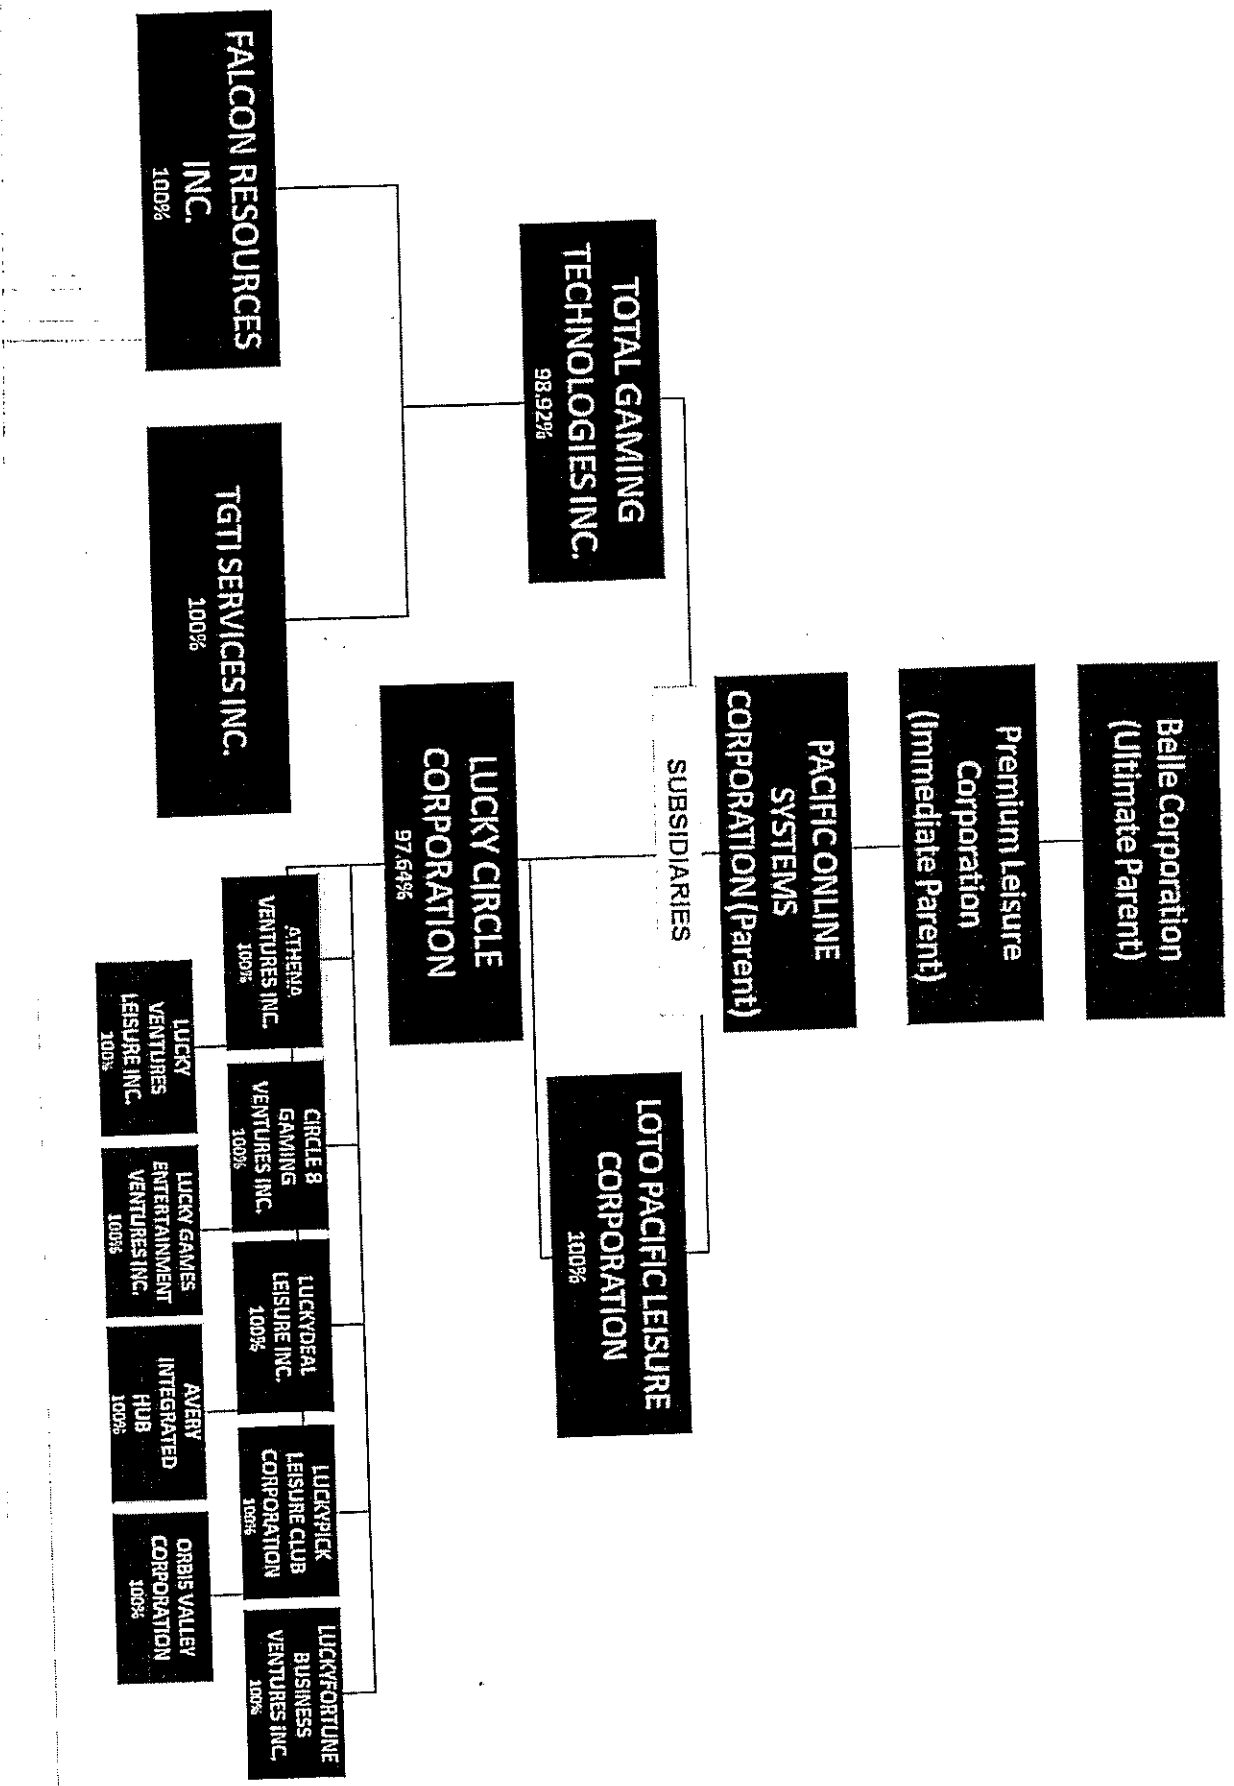 Belle Corporation
(Ultimate Parent)
Premium Leisure
Corporation
(Immediate Parent)
PACIFIC ONLINE
SYSTEMS
CORPORATION (Parent)
SUBSIDIARIES
TOTAL GAMING
TECHNOLOGIES INC.
98.92%
LOTO PACIFIC LEISURE
CORPORATION
100%
LUCKY CIRCLE
CORPORATION
97.64%
FALCON RESOURCES
INC.
100%
TGTI SERVICES INC.
100%
ATHENA
VENTURES INC.
100%
CIRCLE 8
GAMING
VENTURES INC.
100%
LUCKYDEAL
LEISURE INC.
100%
LUCKYPICK
LEISURE CLUB
CORPORATION
100%
LUCKYFORTUNE
BUSINESS
VENTURES INC.
100%
LUCKY
VENTURES
LEISURE INC.
100%
LUCKY GAMES
ENTERTAINMENT
VENTURES INC.
100%
AVERY
INTEGRATED
HUB
100%
ORBIS VALLEY
CORPORATION
100%